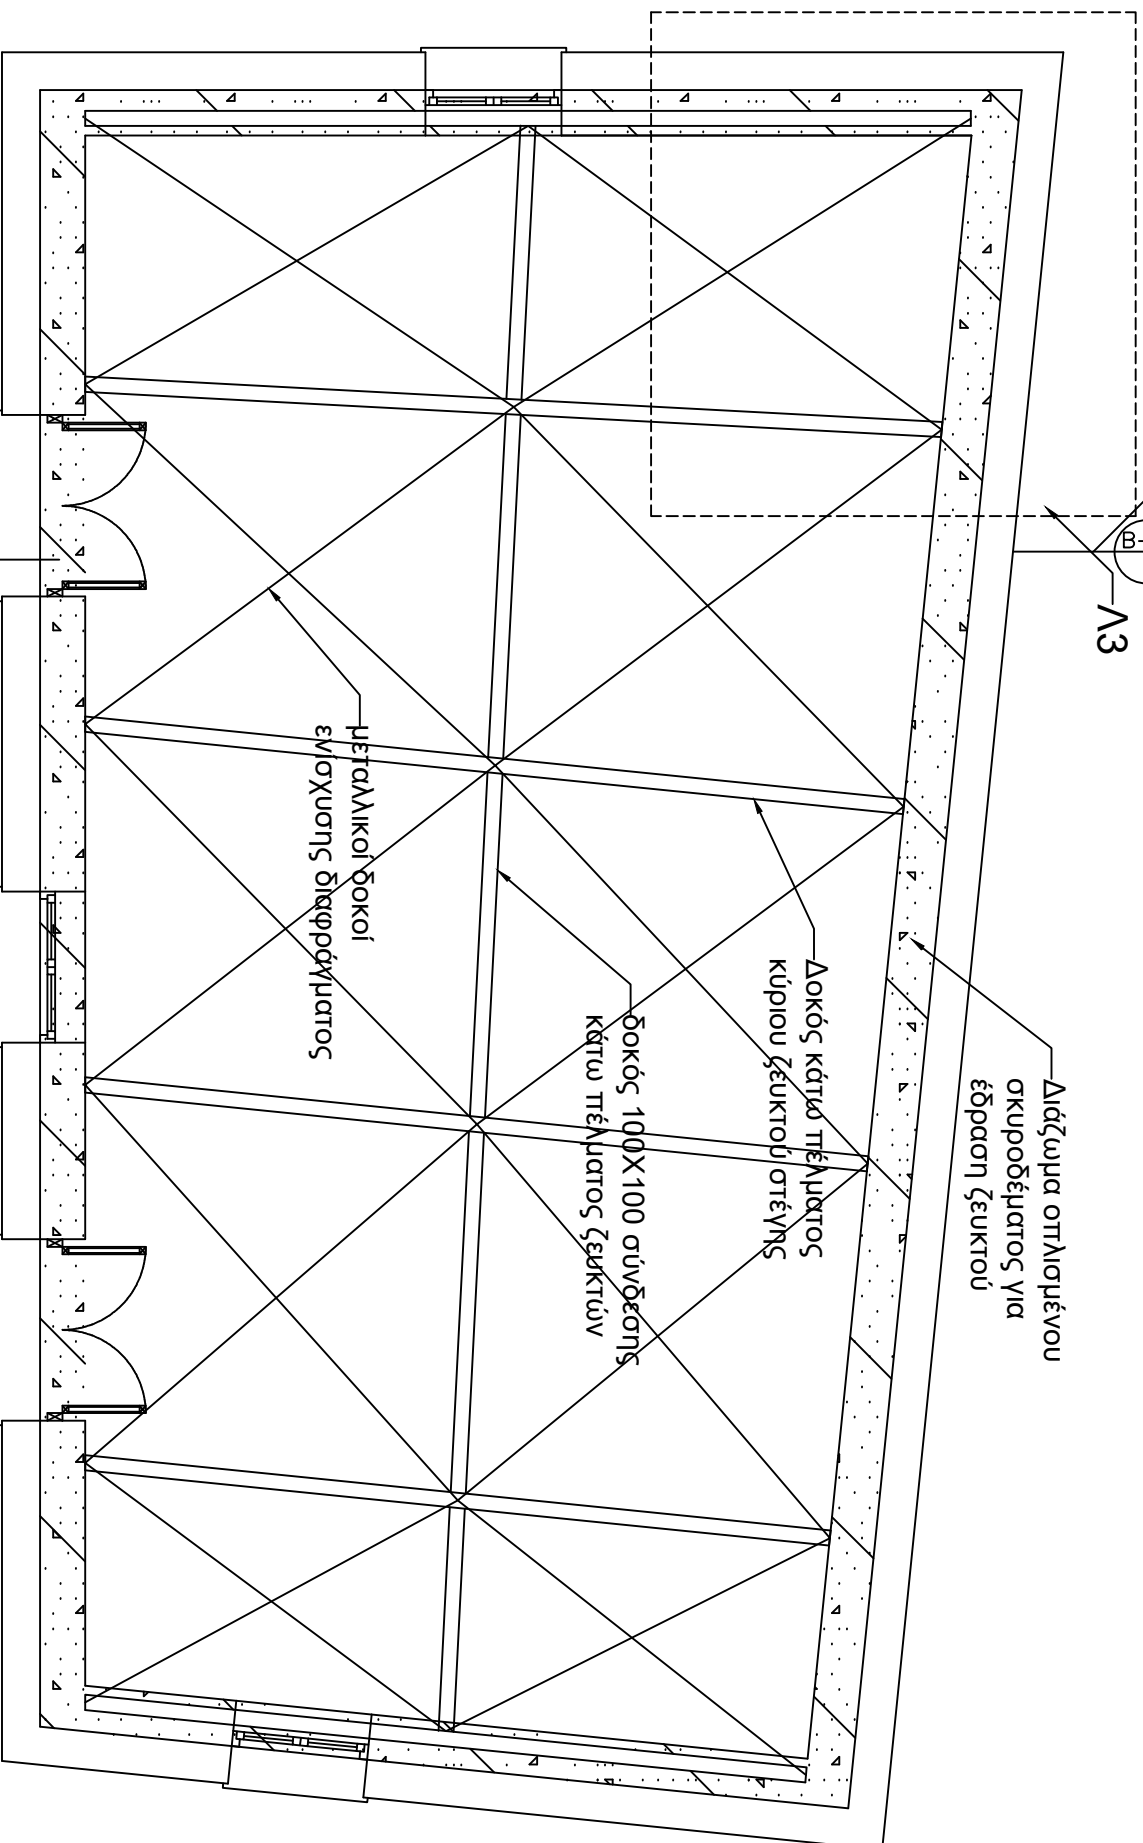 Β-
Λ3
Διάζωμα οπλισμένου
σκυροδέματος για
έδραση ζευκτού
Δοκός κάτω πέλματος
κύριου ζευκτού στέγης
δοκός 100Χ100 σύνδεσης
κάτω πέλματος ζευκτών
μεταλλικοί δοκοί
ενίσχυσης διαφράγματος